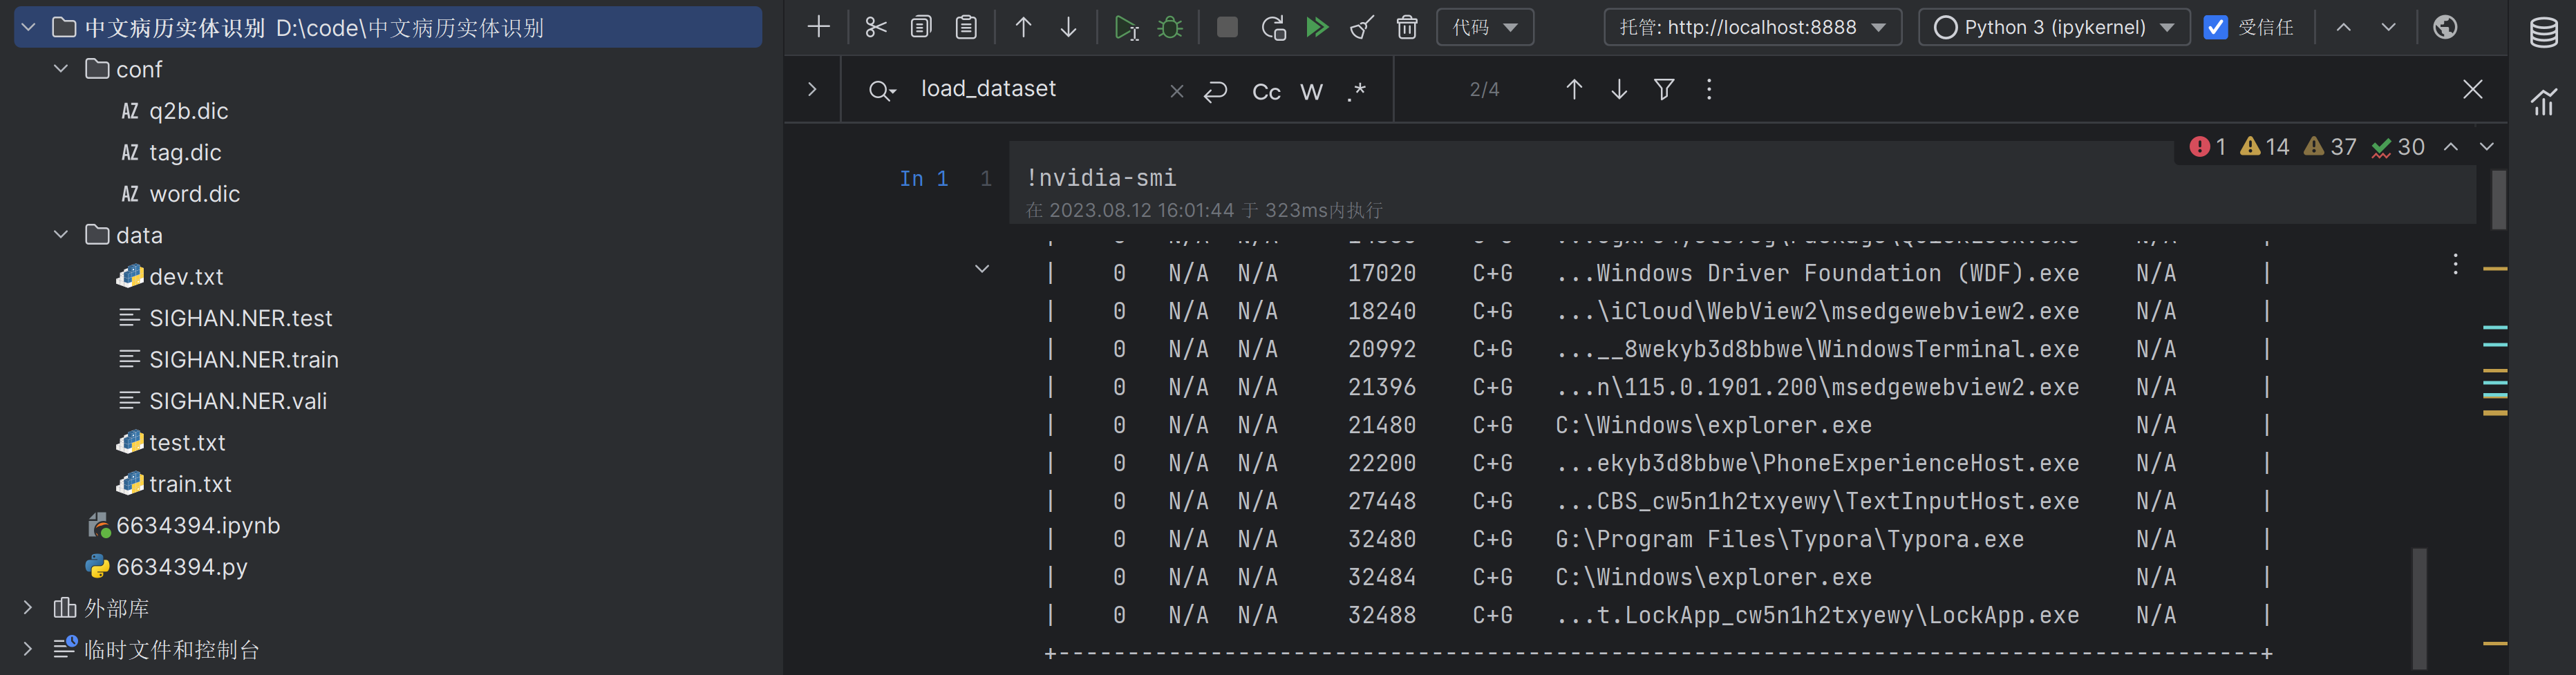 中文病历实体识别 D:\code\中文病历实体识别
conf
q2b.dic
tag.dic
word.dic
data
dev.txt
SIGHAN.NER.test
SIGHAN.NER.train
SIGHAN.NER.vali
test.txt
train.txt
6634394.ipynb
6634394.py
外部库
临时文件和控制台
代码 托管: http://localhost:8888 Python 3 (ipykernel) 受信任
load_dataset Cc W .* 2/4
1 14 37 30
In 1 1 !nvidia-smi
在 2023.08.12 16:01:44 于 323ms内执行
| 0 N/A N/A 17020 C+G ...Windows Driver Foundation (WDF).exe N/A |
| 0 N/A N/A 18240 C+G ...\iCloud\WebView2\msedgewebview2.exe N/A |
| 0 N/A N/A 20992 C+G ...__8wekyb3d8bbwe\WindowsTerminal.exe N/A |
| 0 N/A N/A 21396 C+G ...n\115.0.1901.200\msedgewebview2.exe N/A |
| 0 N/A N/A 21480 C+G C:\Windows\explorer.exe N/A |
| 0 N/A N/A 22200 C+G ...ekyb3d8bbwe\PhoneExperienceHost.exe N/A |
| 0 N/A N/A 27448 C+G ...CBS_cw5n1h2txyewy\TextInputHost.exe N/A |
| 0 N/A N/A 32480 C+G G:\Program Files\Typora\Typora.exe N/A |
| 0 N/A N/A 32484 C+G C:\Windows\explorer.exe N/A |
| 0 N/A N/A 32488 C+G ...t.LockApp_cw5n1h2txyewy\LockApp.exe N/A |
+---------------------------------------------------------------------------------------+